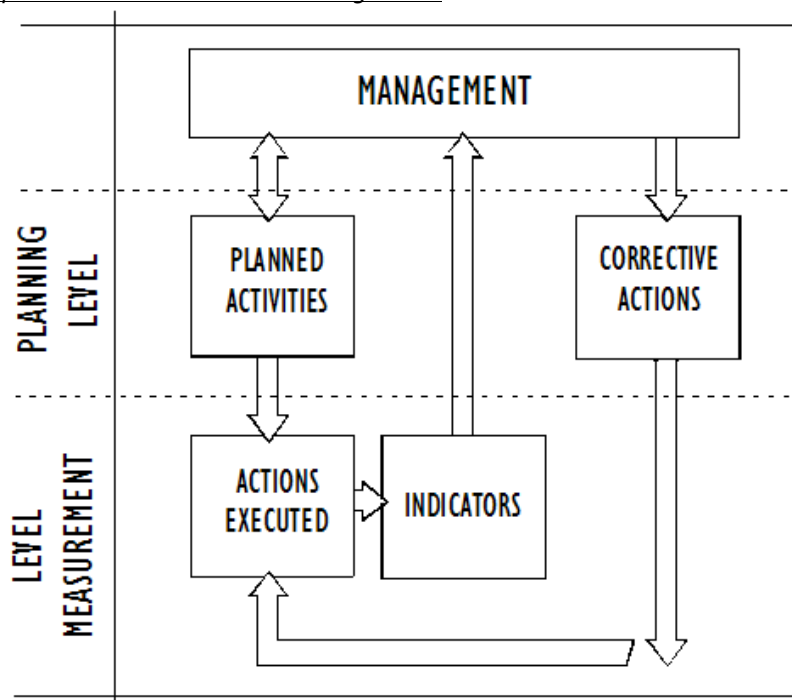 MANAGEMENT
PLANNING
LEVEL
PLANNED
ACTIVITIES
CORRECTIVE
ACTIONS
LEVEL
MEASUREMENT
ACTIONS
EXECUTED
INDICATORS